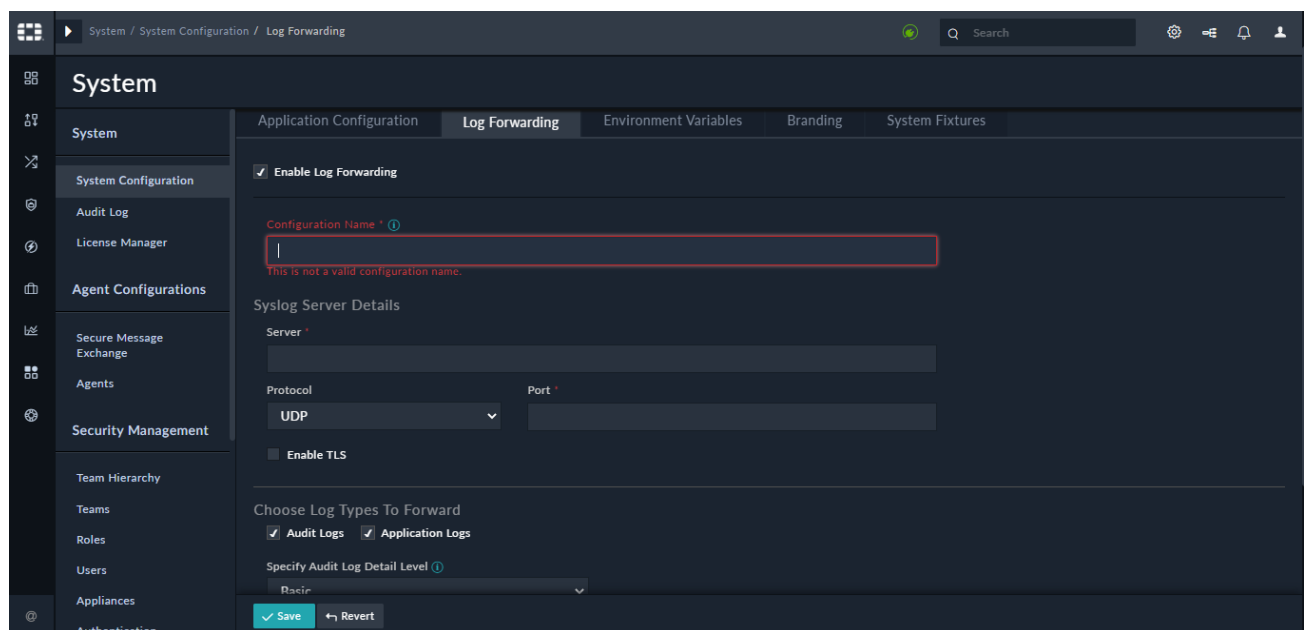 System / System Configuration / Log Forwarding
Search
System
System
System Configuration
Audit Log
License Manager
Agent Configurations
Secure Message
Exchange
Agents
Security Management
Team Hierarchy
Teams
Roles
Users
Appliances
Authentication
Application Configuration
Log Forwarding
Environment Variables
Branding
System Fixtures
Enable Log Forwarding
Configuration Name *
This is not a valid configuration name.
Syslog Server Details
Server *
Protocol
Port *
UDP
Enable TLS
Choose Log Types To Forward
Audit Logs
Application Logs
Specify Audit Log Detail Level
Basic
Save
Revert
@